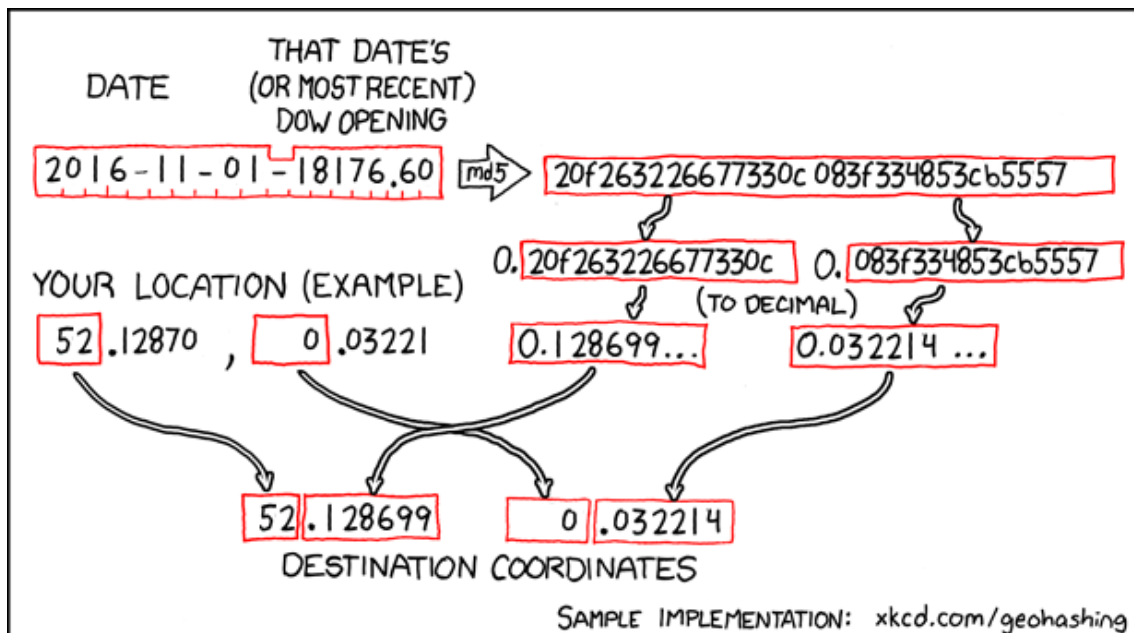 DATE
THAT DATE'S
(OR MOST RECENT)
DOW OPENING
2016-11-01-18176.60
md5
20f263226677330c083f334853cb5557
0.20f263226677330c
0.083f334853cb5557
(TO DECIMAL)
YOUR LOCATION (EXAMPLE)
52.12870, 0.03221
0.128699...
0.032214...
52.128699
0.032214
DESTINATION COORDINATES
SAMPLE IMPLEMENTATION: xkcd.com/geohashing